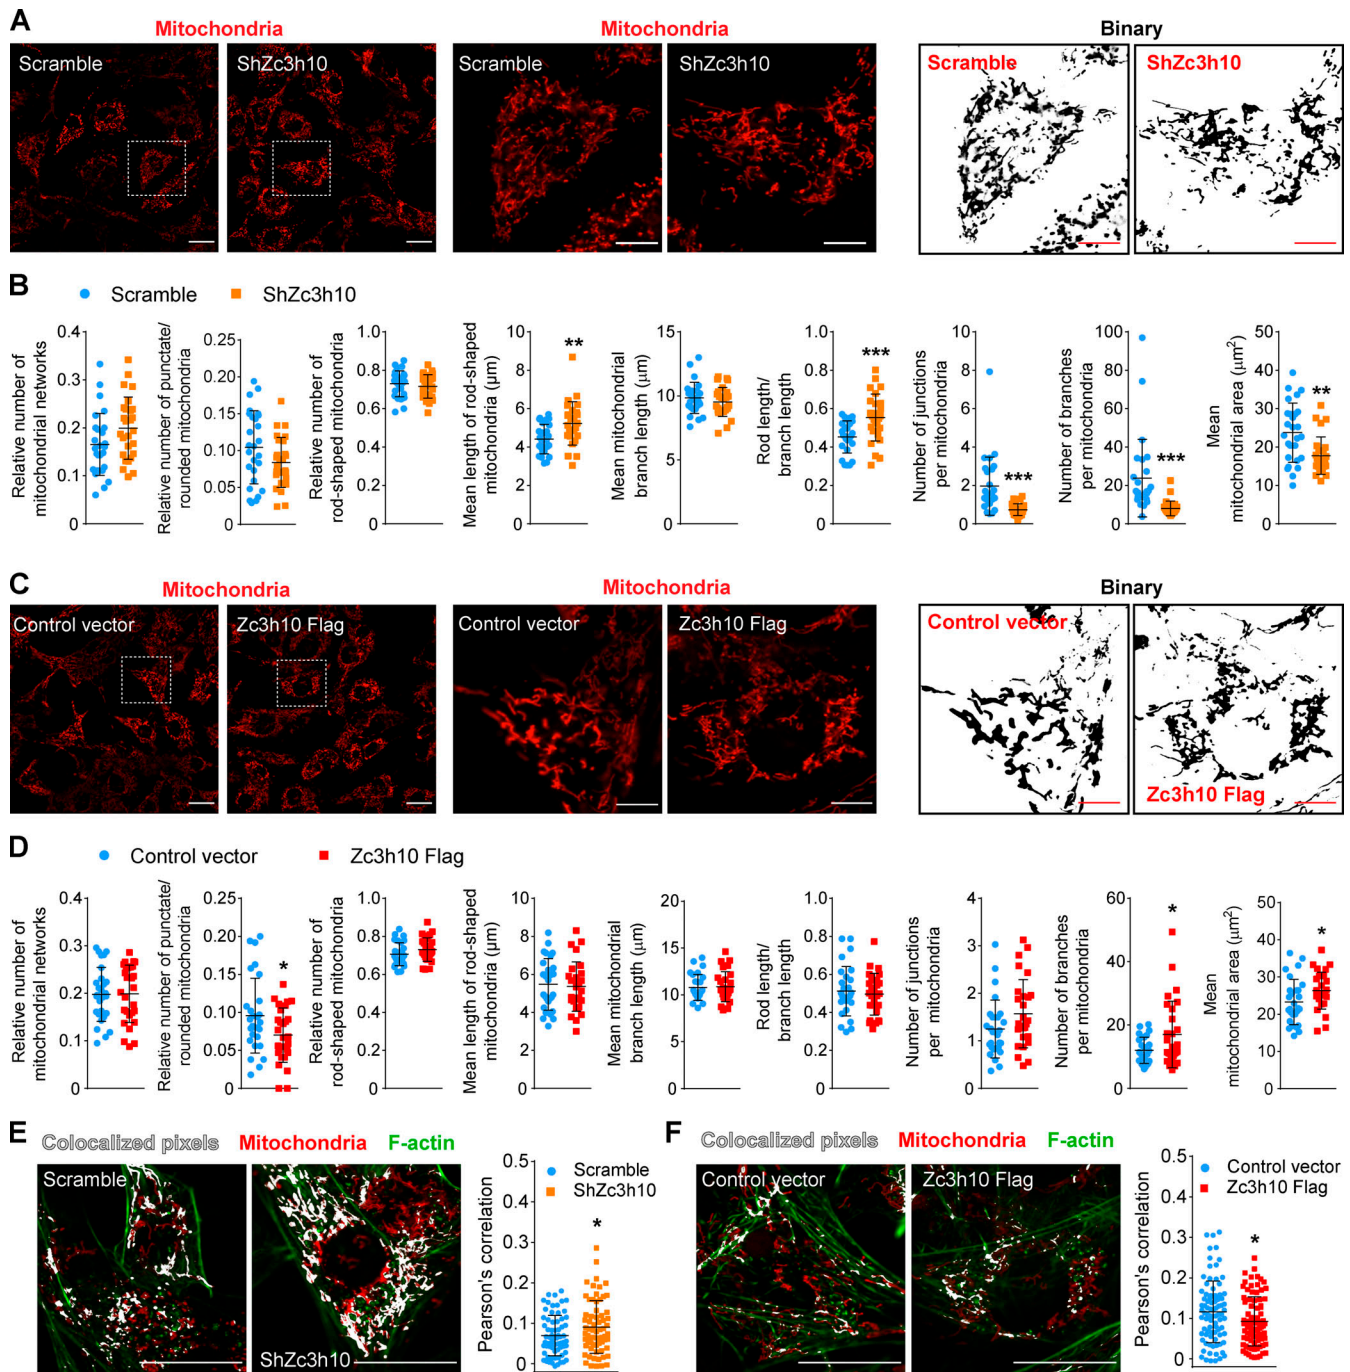 A
Mitochondria
Mitochondria
Binary
Scramble
ShZc3h10
Scramble
ShZc3h10
Scramble
ShZc3h10
B
Scramble
ShZc3h10
Relative number of
mitochondrial networks
0.4
0.3
0.2
0.1
0
Relative number of punctate/
rounded mitochondria
0.25
0.20
0.15
0.10
0.05
0
Relative number of
rod-shaped mitochondria
1.0
0.8
0.6
0.4
0.2
0
Mean length of rod-shaped
mitochondria (μm)
10
8
6
4
2
0
**
Mean mitochondrial
branch length (μm)
15
10
5
0
Rod length/
branch length
1.0
0.8
0.6
0.4
0.2
0
***
Number of junctions
per mitochondria
10
8
6
4
2
0
***
Number of branches
per mitochondria
100
80
60
40
20
0
***
Mean
mitochondrial area (μm²)
50
40
30
20
10
0
**
C
Mitochondria
Mitochondria
Binary
Control vector
Zc3h10 Flag
Control vector
Zc3h10 Flag
Control vector
Zc3h10 Flag
D
Control vector
Zc3h10 Flag
Relative number of
mitochondrial networks
0.4
0.3
0.2
0.1
0
Relative number of punctate/
rounded mitochondria
0.25
0.20
0.15
0.10
0.05
0
*
Relative number of
rod-shaped mitochondria
1.0
0.8
0.6
0.4
0.2
0
Mean length of rod-shaped
mitochondria (μm)
10
8
6
4
2
0
Mean mitochondrial
branch length (μm)
20
15
10
5
0
Rod length/
branch length
1.0
0.8
0.6
0.4
0.2
0
Number of junctions
per mitochondria
4
3
2
1
0
Number of branches
per mitochondria
60
40
20
0
*
Mean
mitochondrial area (μm²)
50
40
30
20
10
0
*
E
Colocalized pixels
Mitochondria
F-actin
Scramble
ShZc3h10
Pearson's correlation
0.5
0.4
0.3
0.2
0.1
0
Scramble
ShZc3h10
*
F
Colocalized pixels
Mitochondria
F-actin
Control vector
Zc3h10 Flag
Pearson's correlation
0.5
0.4
0.3
0.2
0.1
0
Control vector
Zc3h10 Flag
*